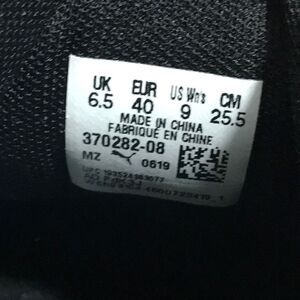 UK EUR US Wn's CM
6.5 40 9 25.5
MADE IN CHINA
FABRIQUÉ EN CHINE
370282-08
MZ 0619
UPC